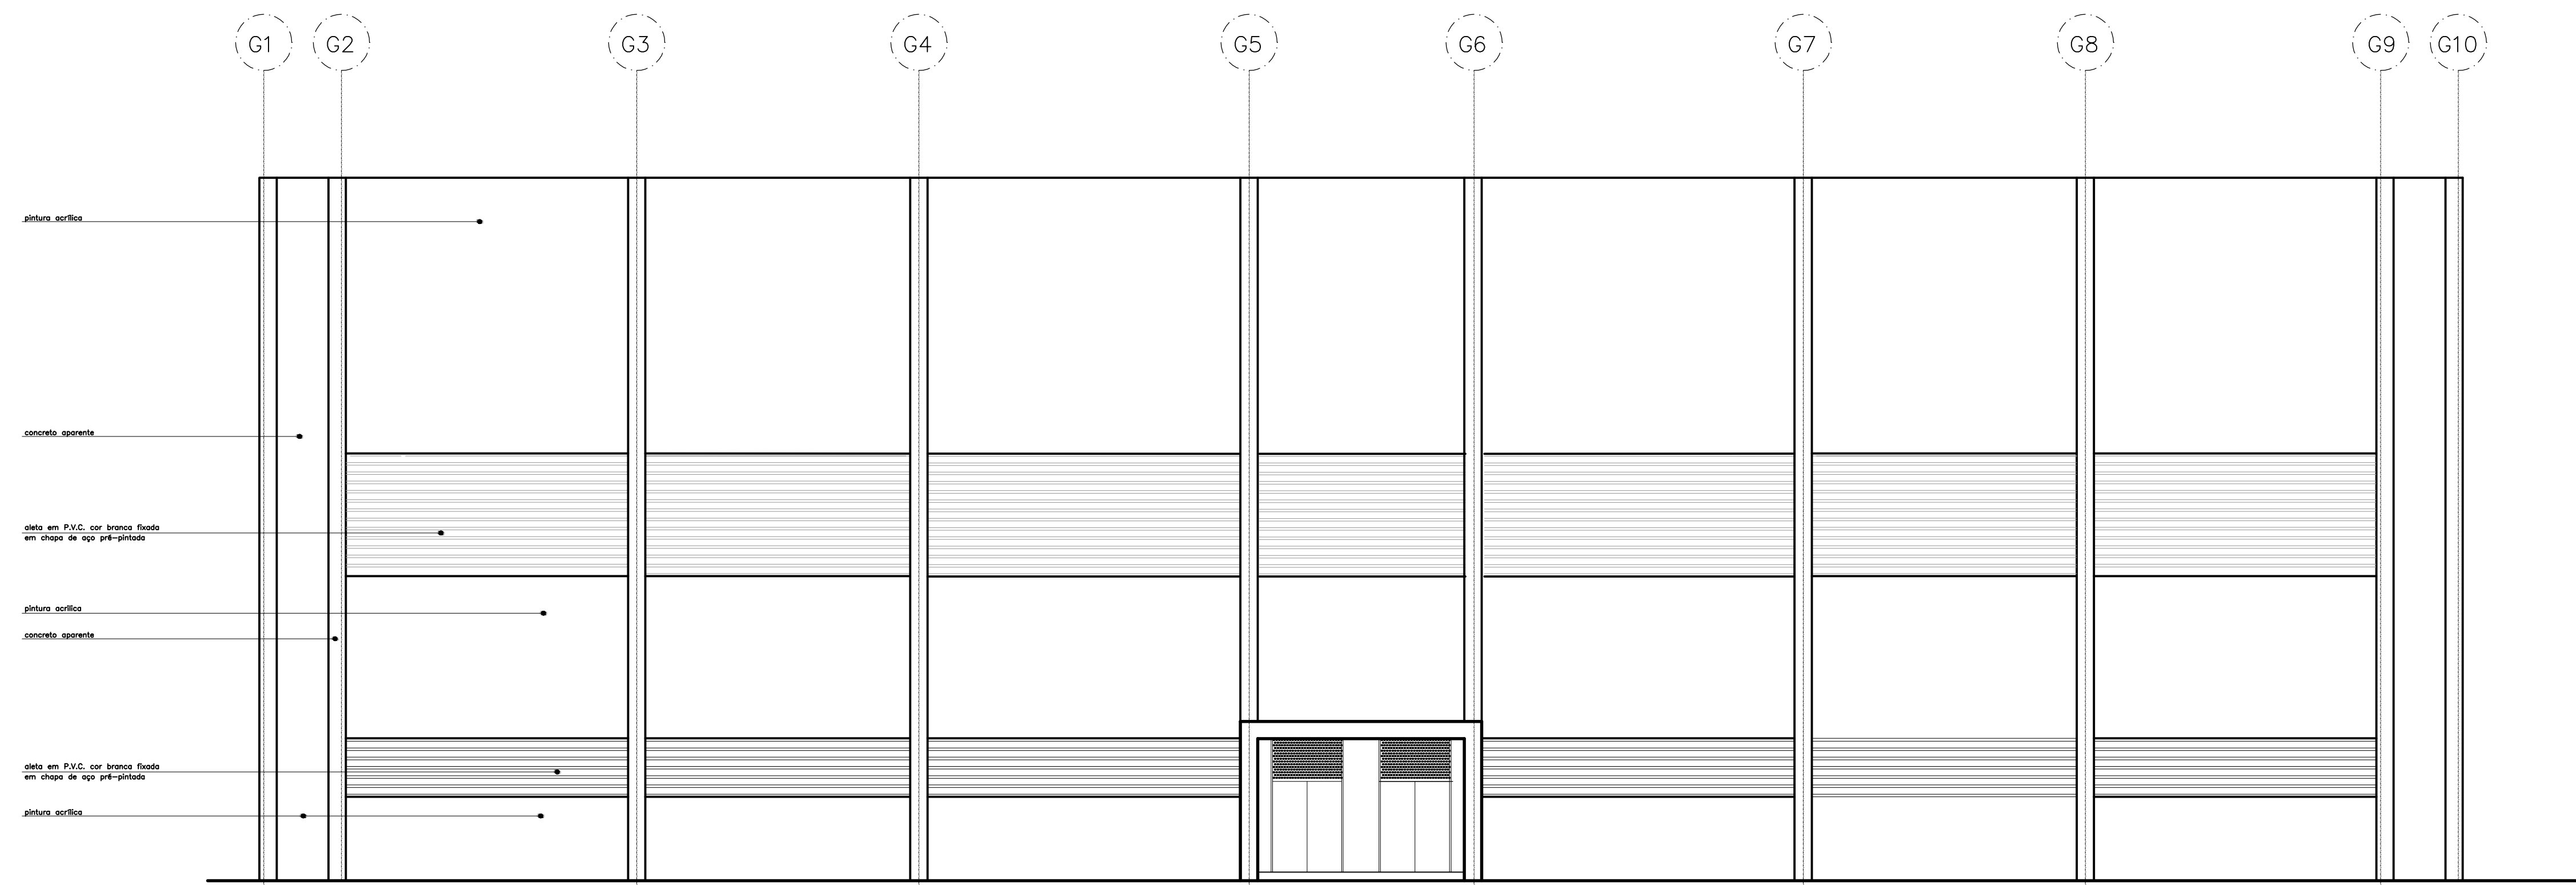 G1 G2 G3 G4 G5 G6 G7 G8 G9 G10
pintura acrílica
concreto aparente
aleta em P.V.C. cor branca fixada
em chapa de aço pré-pintada
pintura acrílica
concreto aparente
aleta em P.V.C. cor branca fixada
em chapa de aço pré-pintada
pintura acrílica